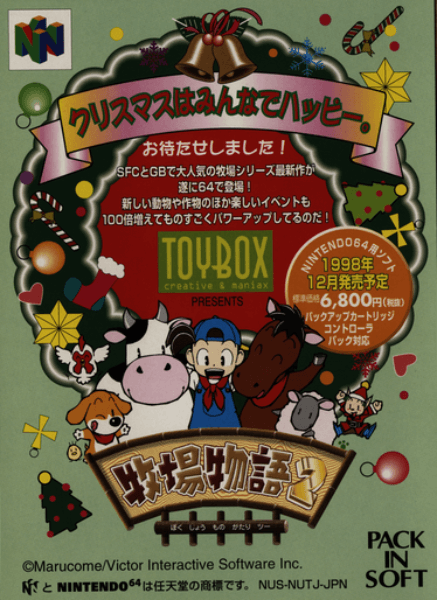 クリスマスはみんなでハッピー。
お待たせしました！
SFCとGBで大人気の牧場シリーズ最新作が
遂に64で登場！
新しい動物や作物のほか楽しいイベントも
100倍増えてものすごくパワーアップしてるのだ！
TOYBOX
creative & maniax
PRESENTS
NINTENDO64用ソフト
1998年
12月発売予定
標準価格6,800円(税抜)
バックアップカートリッジ
コントローラ
パック対応
牧場物語2
ぼく じょう もの がたり ツー
©Marucome/Victor Interactive Software Inc.
PACK
IN
SOFT
Nと NINTENDO64は任天堂の商標です。 NUS-NUTJ-JPN